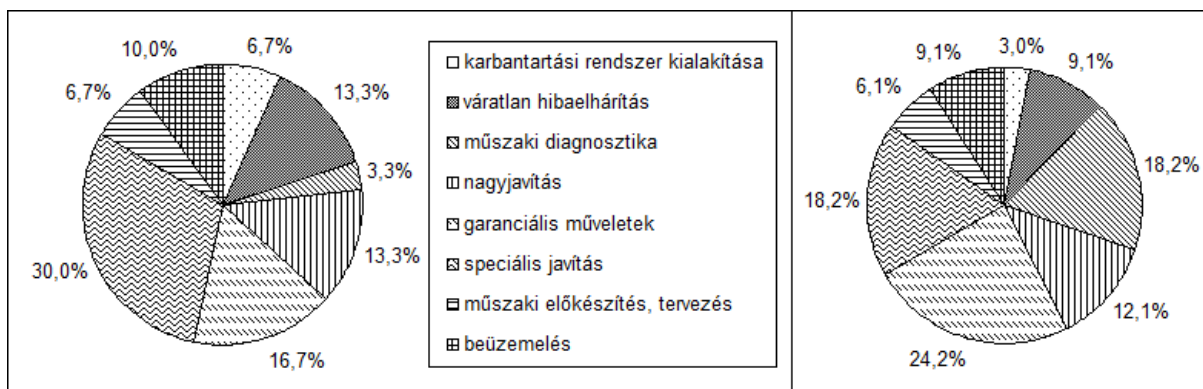 10,0%
6,7%
6,7%
13,3%
3,3%
13,3%
30,0%
16,7%
karbantartási rendszer kialakítása
váratlan hibaelhárítás
műszaki diagnosztika
nagyjavítás
garanciális műveletek
speciális javítás
műszaki előkészítés, tervezés
beüzemelés
9,1%
3,0%
9,1%
6,1%
18,2%
18,2%
12,1%
24,2%